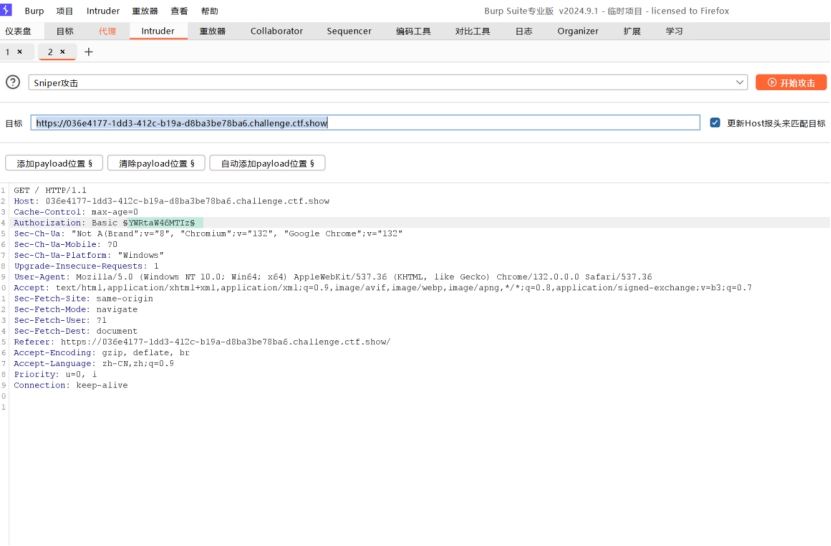 Burp 项目 Intruder 重放器 查看 帮助 Burp Suite专业版 v2024.9.1 - 临时项目 - licensed to Firefox
仪表盘 目标 代理 Intruder 重放器 Collaborator Sequencer 编码工具 对比工具 日志 Organizer 扩展 学习
1 × 2 × +
? Sniper攻击 开始攻击
目标 https://036e4177-1dd3-412c-b19a-d8ba3be78ba6.challenge.ctf.show 更新Host报头来匹配目标
添加payload位置 § 清除payload位置 § 自动添加payload位置 §
1 GET / HTTP/1.1
2 Host: 036e4177-1dd3-412c-b19a-d8ba3be78ba6.challenge.ctf.show
3 Cache-Control: max-age=0
4 Authorization: Basic §YWRtaW46MTIz§
5 Sec-Ch-Ua: "Not A(Brand";v="8", "Chromium";v="132", "Google Chrome";v="132"
6 Sec-Ch-Ua-Mobile: ?0
7 Sec-Ch-Ua-Platform: "Windows"
8 Upgrade-Insecure-Requests: 1
9 User-Agent: Mozilla/5.0 (Windows NT 10.0; Win64; x64) AppleWebKit/537.36 (KHTML, like Gecko) Chrome/132.0.0.0 Safari/537.36
0 Accept: text/html,application/xhtml+xml,application/xml;q=0.9,image/avif,image/webp,image/apng,*/*;q=0.8,application/signed-exchange;v=b3;q=0.7
1 Sec-Fetch-Site: same-origin
2 Sec-Fetch-Mode: navigate
3 Sec-Fetch-User: ?1
4 Sec-Fetch-Dest: document
5 Referer: https://036e4177-1dd3-412c-b19a-d8ba3be78ba6.challenge.ctf.show/
6 Accept-Encoding: gzip, deflate, br
7 Accept-Language: zh-CN,zh;q=0.9
8 Priority: u=0, i
9 Connection: keep-alive
0
1